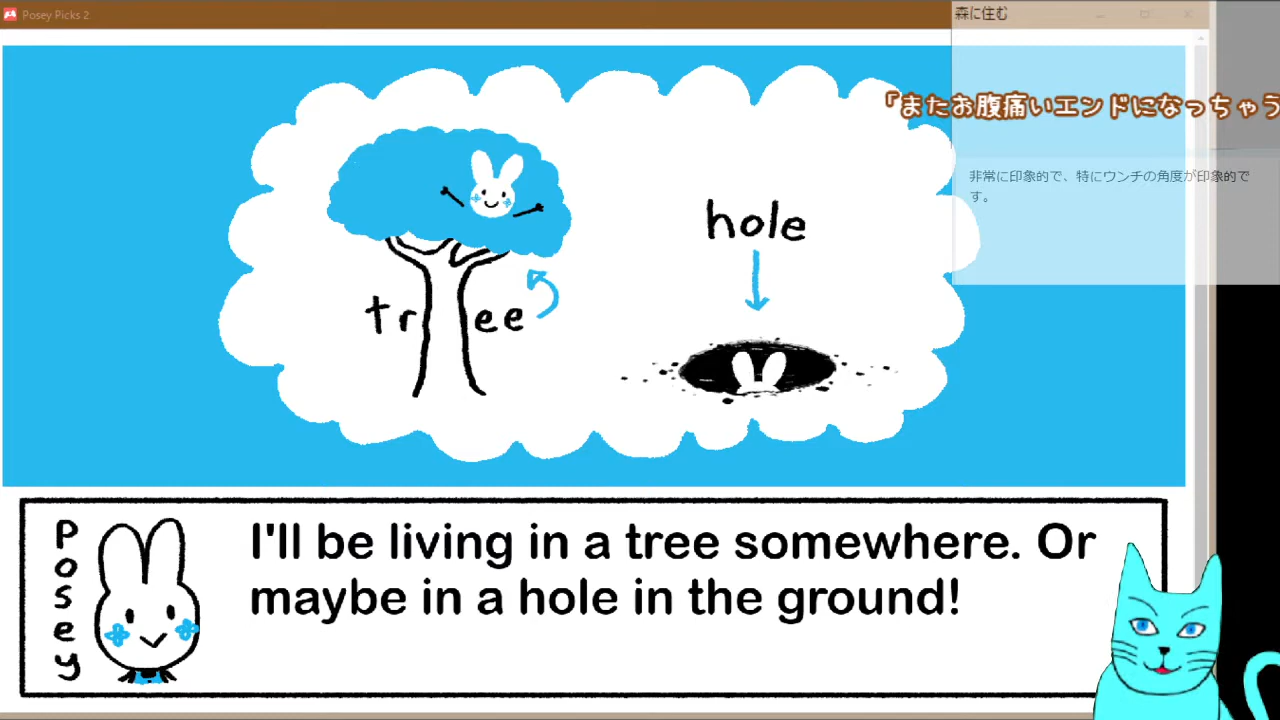 Posey Picks 2
森に住む
「またお腹痛いエンドになっちゃう
非常に印象的で、特にウンチの角度が印象的で
す。
hole
tree
Posey
I'll be living in a tree somewhere. Or
maybe in a hole in the ground!